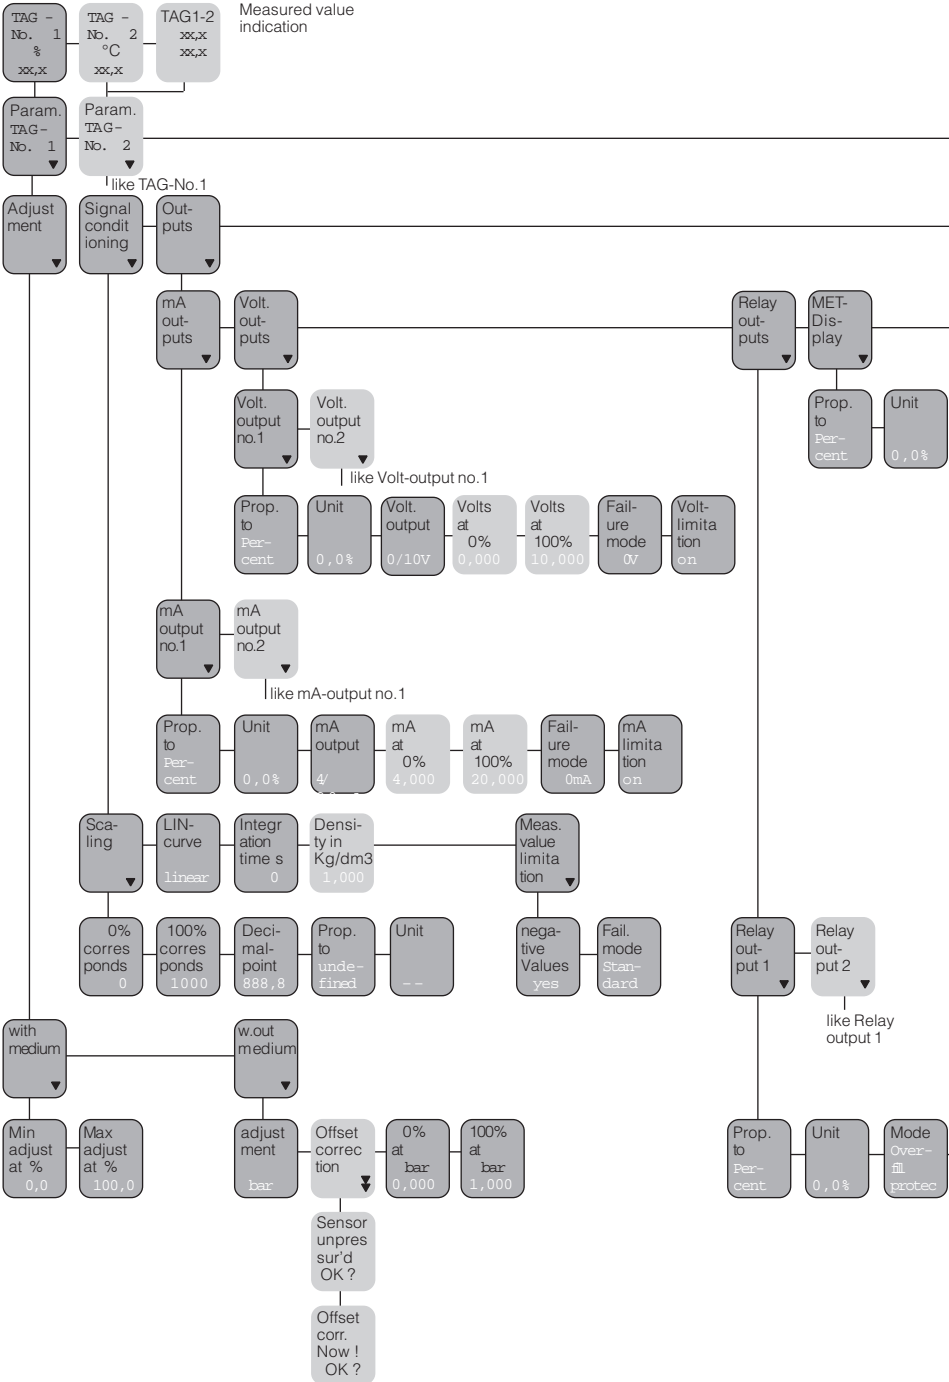 TAG -
No. 1
%
xx,x
TAG -
No. 2
°C
xx,x
TAG1-2
xx,x
xx,x
Measured value
indication
Param.
TAG-
No. 1
Param.
TAG-
No. 2
like TAG-No.1
Adjust
ment
Signal
condit
ioning
Out-
puts
mA
out-
puts
Volt.
out-
puts
Relay
out-
puts
MET-
Dis-
play
Volt.
output
no.1
Volt.
output
no.2
like Volt-output no.1
Prop.
to
Per-
cent
Unit
0,0%
Prop.
to
Per-
cent
Unit
0,0%
Volt.
output
0/10V
Volts
at
0%
0,000
Volts
at
100%
10,000
Fail-
ure
mode
0V
Volt-
limita
tion
on
mA
output
no.1
mA
output
no.2
like mA-output no.1
Prop.
to
Per-
cent
Unit
0,0%
mA
output
4/
mA
at
0%
4,000
mA
at
100%
20,000
Fail-
ure
mode
0mA
mA
limita
tion
on
Sca-
ling
LIN-
curve
linear
Integr
ation
time s
0
Densi-
ty in
Kg/dm3
1,000
Meas.
value
limita
tion
0%
corres
ponds
0
100%
corres
ponds
1000
Deci-
mal-
point
888,8
Prop.
to
unde-
fined
Unit
--
nega-
tive
Values
yes
Fail.
mode
Stan-
dard
Relay
out-
put 1
Relay
out-
put 2
like Relay
output 1
with
medium
w.out
medium
Min
adjust
at %
0,0
Max
adjust
at %
100,0
adjust
ment
bar
Offset
correc
tion
0%
at
bar
0,000
100%
at
bar
1,000
Prop.
to
Per-
cent
Unit
0,0%
Mode
Over-
fil
protec
Sensor
unpres
sur'd
OK ?
Offset
corr.
Now !
OK ?